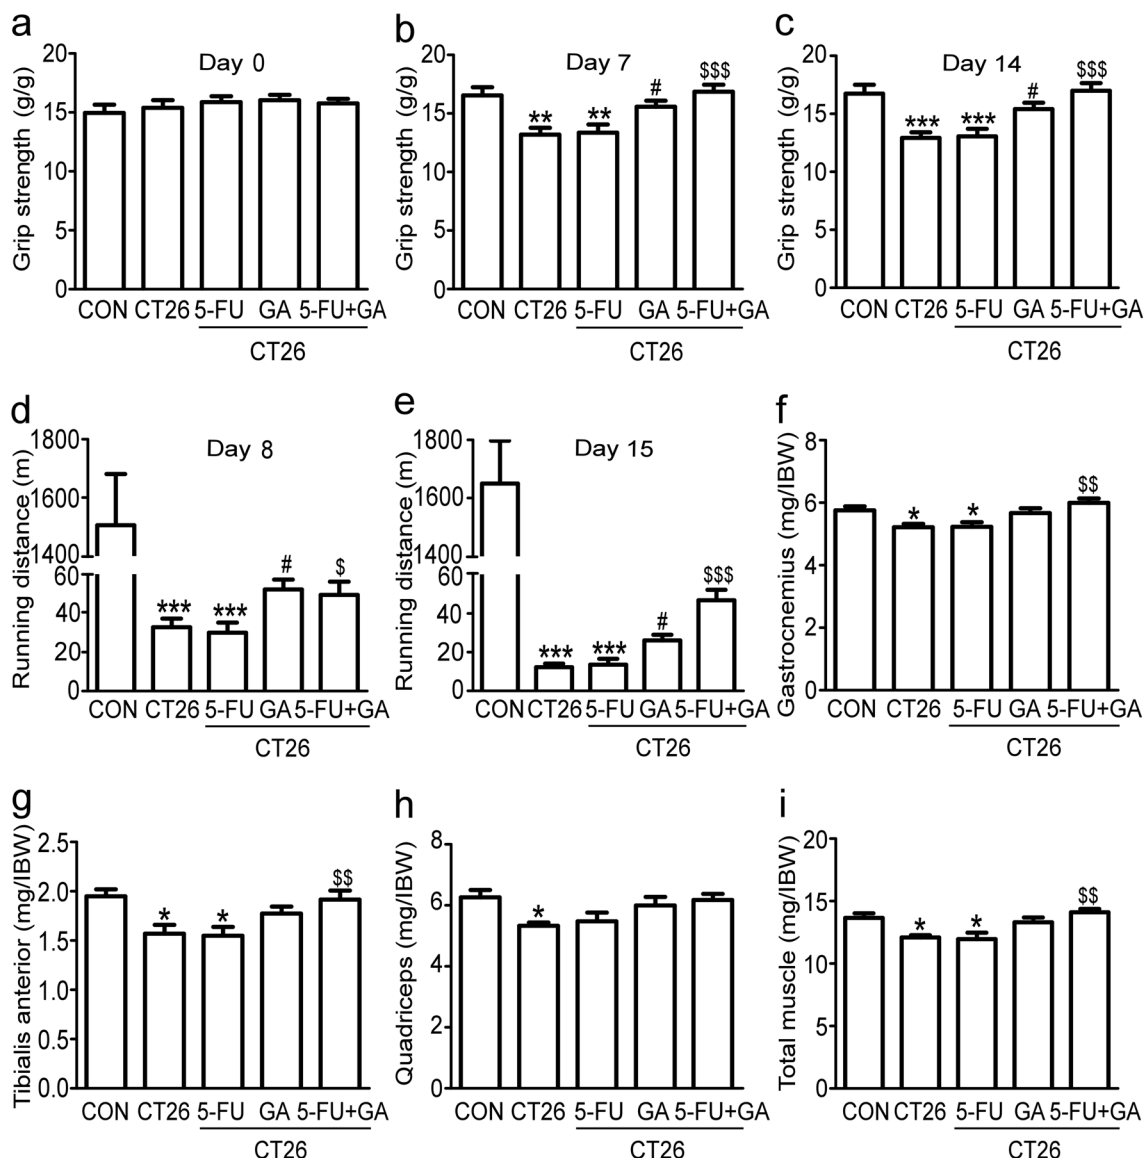 a
Day 0
Grip strength (g/g)
20
15
10
5
0
CON CT26 5-FU GA 5-FU+GA
CT26
b
Day 7
Grip strength (g/g)
20
15
10
5
0
** ** # $$$
CON CT26 5-FU GA 5-FU+GA
CT26
c
Day 14
Grip strength (g/g)
20
15
10
5
0
*** *** # $$$
CON CT26 5-FU GA 5-FU+GA
CT26
d
Day 8
Running distance (m)
1800
1600
1400
60
40
20
0
*** *** # $
CON CT26 5-FU GA 5-FU+GA
CT26
e
Day 15
Running distance (m)
1800
1600
1400
60
40
20
0
*** *** # $$$
CON CT26 5-FU GA 5-FU+GA
CT26
f
Gastrocnemius (mg/IBW)
8
6
4
2
0
* * $$
CON CT26 5-FU GA 5-FU+GA
CT26
g
Tibialis anterior (mg/IBW)
2.5
2.0
1.5
1.0
0.5
0.0
* * $$
CON CT26 5-FU GA 5-FU+GA
CT26
h
Quadriceps (mg/IBW)
8
6
4
2
0
*
CON CT26 5-FU GA 5-FU+GA
CT26
i
Total muscle (mg/IBW)
20
15
10
5
0
* * $$
CON CT26 5-FU GA 5-FU+GA
CT26